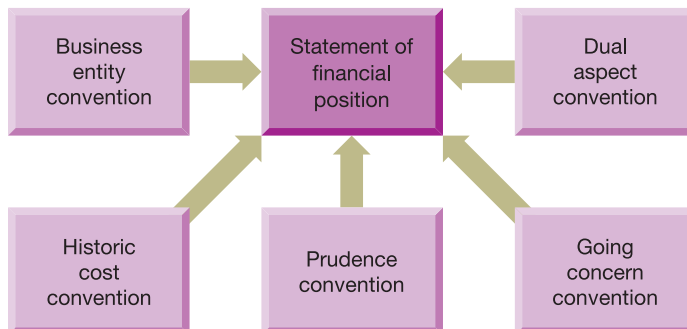 Business
entity
convention
Statement of
financial
position
Dual
aspect
convention
Historic
cost
convention
Prudence
convention
Going
concern
convention